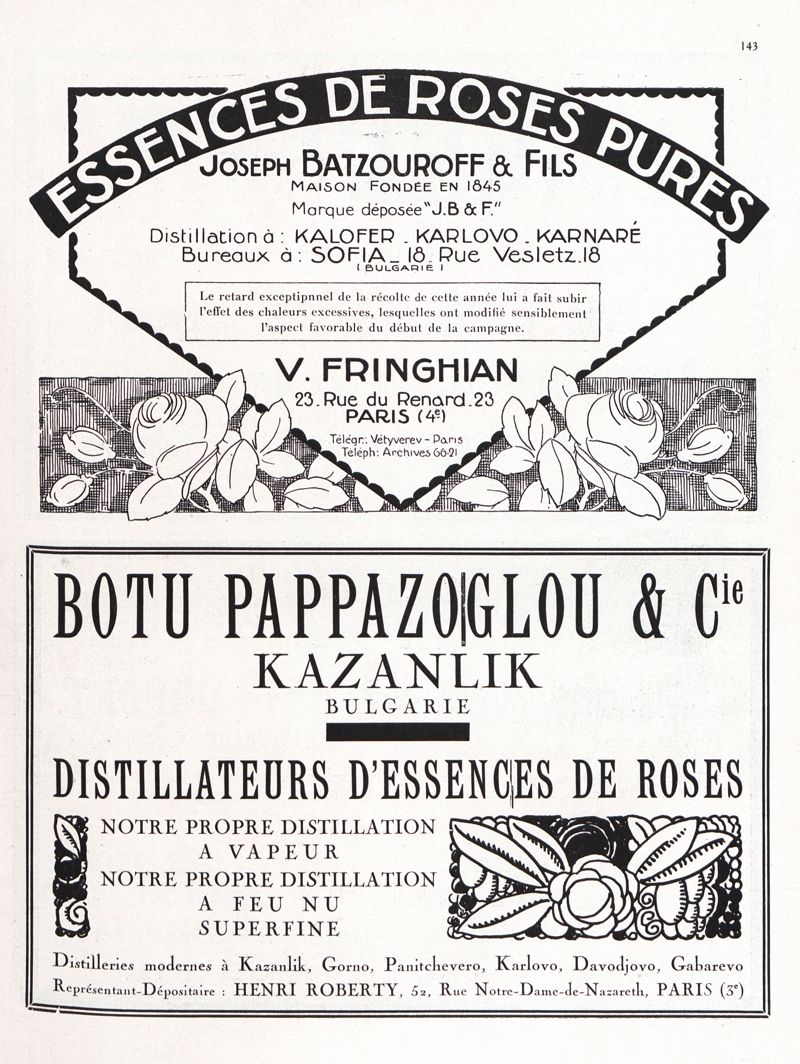 143
ESSENCES DE ROSES PURES
JOSEPH BATZOUROFF & FILS
MAISON FONDÉE EN 1845
Marque déposée "J.B & F."
Distillation à : KALOFER _ KARLOVO _ KARNARÉ
Bureaux à : SOFIA _ 18 _ Rue Vesletz.18
( BULGARIE )
Le retard exceptipnnel de la récolte de cette année lui a fait subir
l'effet des chaleurs excessives, lesquelles ont modifié sensiblement
l'aspect favorable du début de la campagne.
V. FRINGHIAN
23 _ Rue du Renard _ 23
PARIS (4e)
Télégr.: Vétyverev - Paris
Téléph: Archives 66-21
BOTU PAPPAZOGLOU & Cie
KAZANLIK
BULGARIE
DISTILLATEURS D'ESSENCES DE ROSES
NOTRE PROPRE DISTILLATION
A VAPEUR
NOTRE PROPRE DISTILLATION
A FEU NU
SUPERFINE
Distilleries modernes à Kazanlik, Gorno, Panitchevero, Karlovo, Davodjovo, Gabarevo
Représentant-Dépositaire : HENRI ROBERTY, 52, Rue Notre-Dame-de-Nazareth, PARIS (3e)